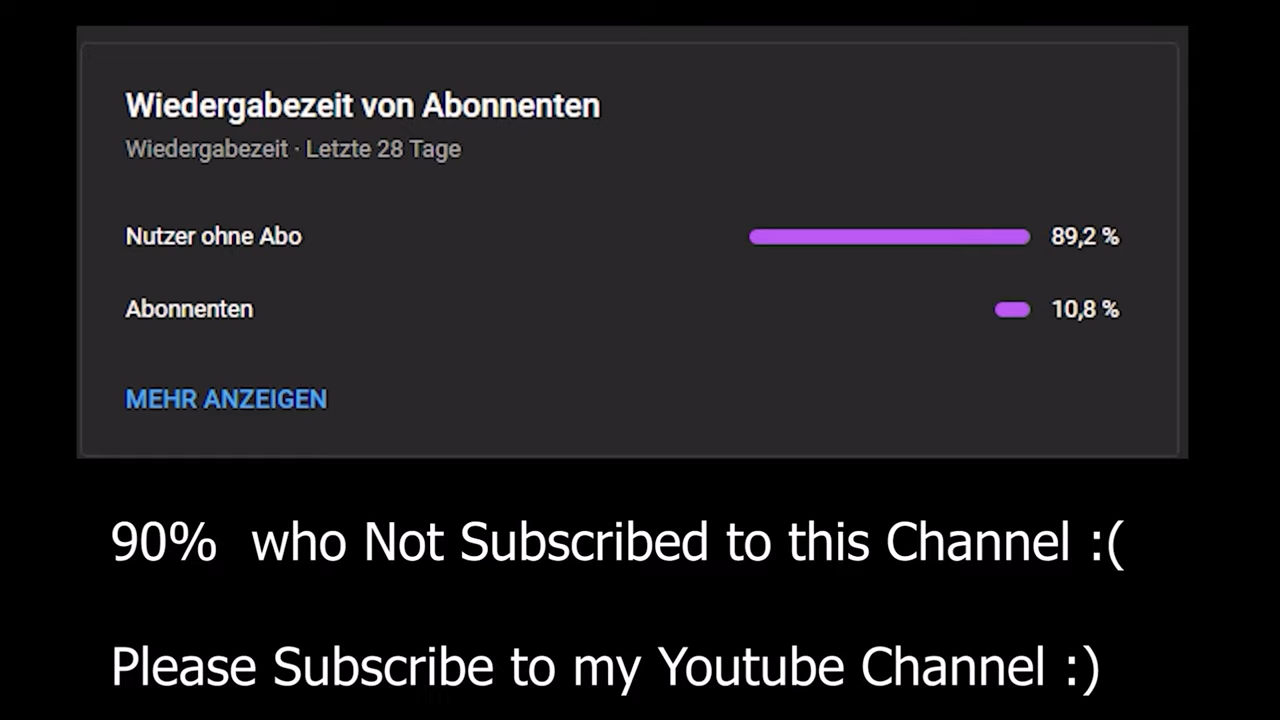 Wiedergabezeit von Abonnenten
Wiedergabezeit · Letzte 28 Tage
Nutzer ohne Abo 89,2 %
Abonnenten 10,8 %
MEHR ANZEIGEN
90%  who Not Subscribed to this Channel :(
Please Subscribe to my Youtube Channel :)